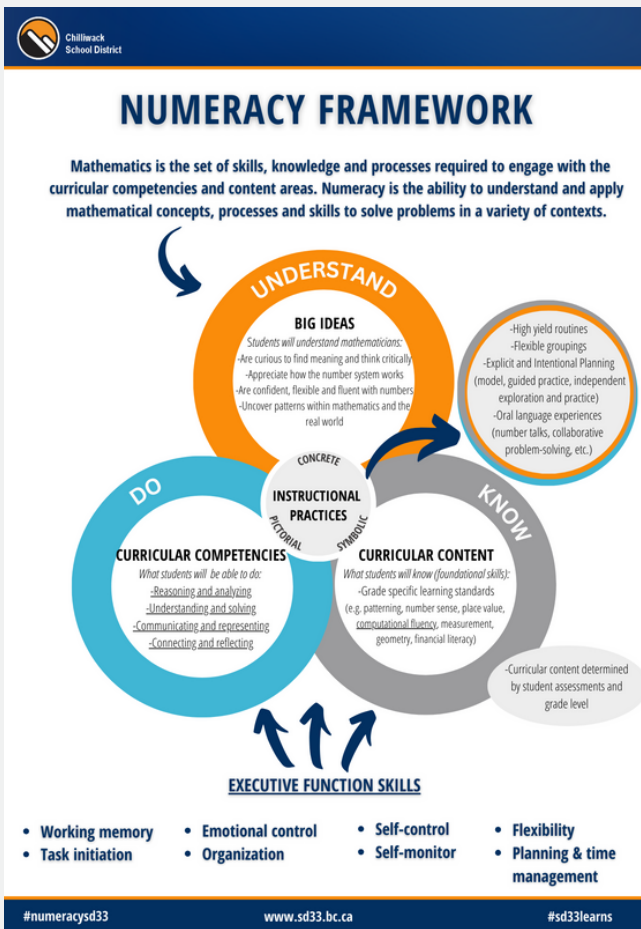 Chilliwack
School District
NUMERACY FRAMEWORK
Mathematics is the set of skills, knowledge and processes required to engage with the
curricular competencies and content areas. Numeracy is the ability to understand and apply
mathematical concepts, processes and skills to solve problems in a variety of contexts.
UNDERSTAND
BIG IDEAS
Students will understand mathematicians:
-Are curious to find meaning and think critically
-Appreciate how the number system works
-Are confident, flexible and fluent with numbers
-Uncover patterns within mathematics and the
real world
-High yield routines
-Flexible groupings
-Explicit and Intentional Planning
(model, guided practice, independent
exploration and practice)
-Oral language experiences
(number talks, collaborative
problem-solving, etc.)
CONCRETE
INSTRUCTIONAL
PRACTICES
PICTORIAL
SYMBOLIC
DO
CURRICULAR COMPETENCIES
What students will be able to do:
-Reasoning and analyzing
-Understanding and solving
-Communicating and representing
-Connecting and reflecting
KNOW
CURRICULAR CONTENT
What students will know (foundational skills):
-Grade specific learning standards
(e.g. patterning, number sense, place value,
computational fluency, measurement,
geometry, financial literacy)
-Curricular content determined
by student assessments and
grade level
EXECUTIVE FUNCTION SKILLS
• Working memory
• Task initiation
• Emotional control
• Organization
• Self-control
• Self-monitor
• Flexibility
• Planning & time
management
#numeracysd33
www.sd33.bc.ca
#sd33learns